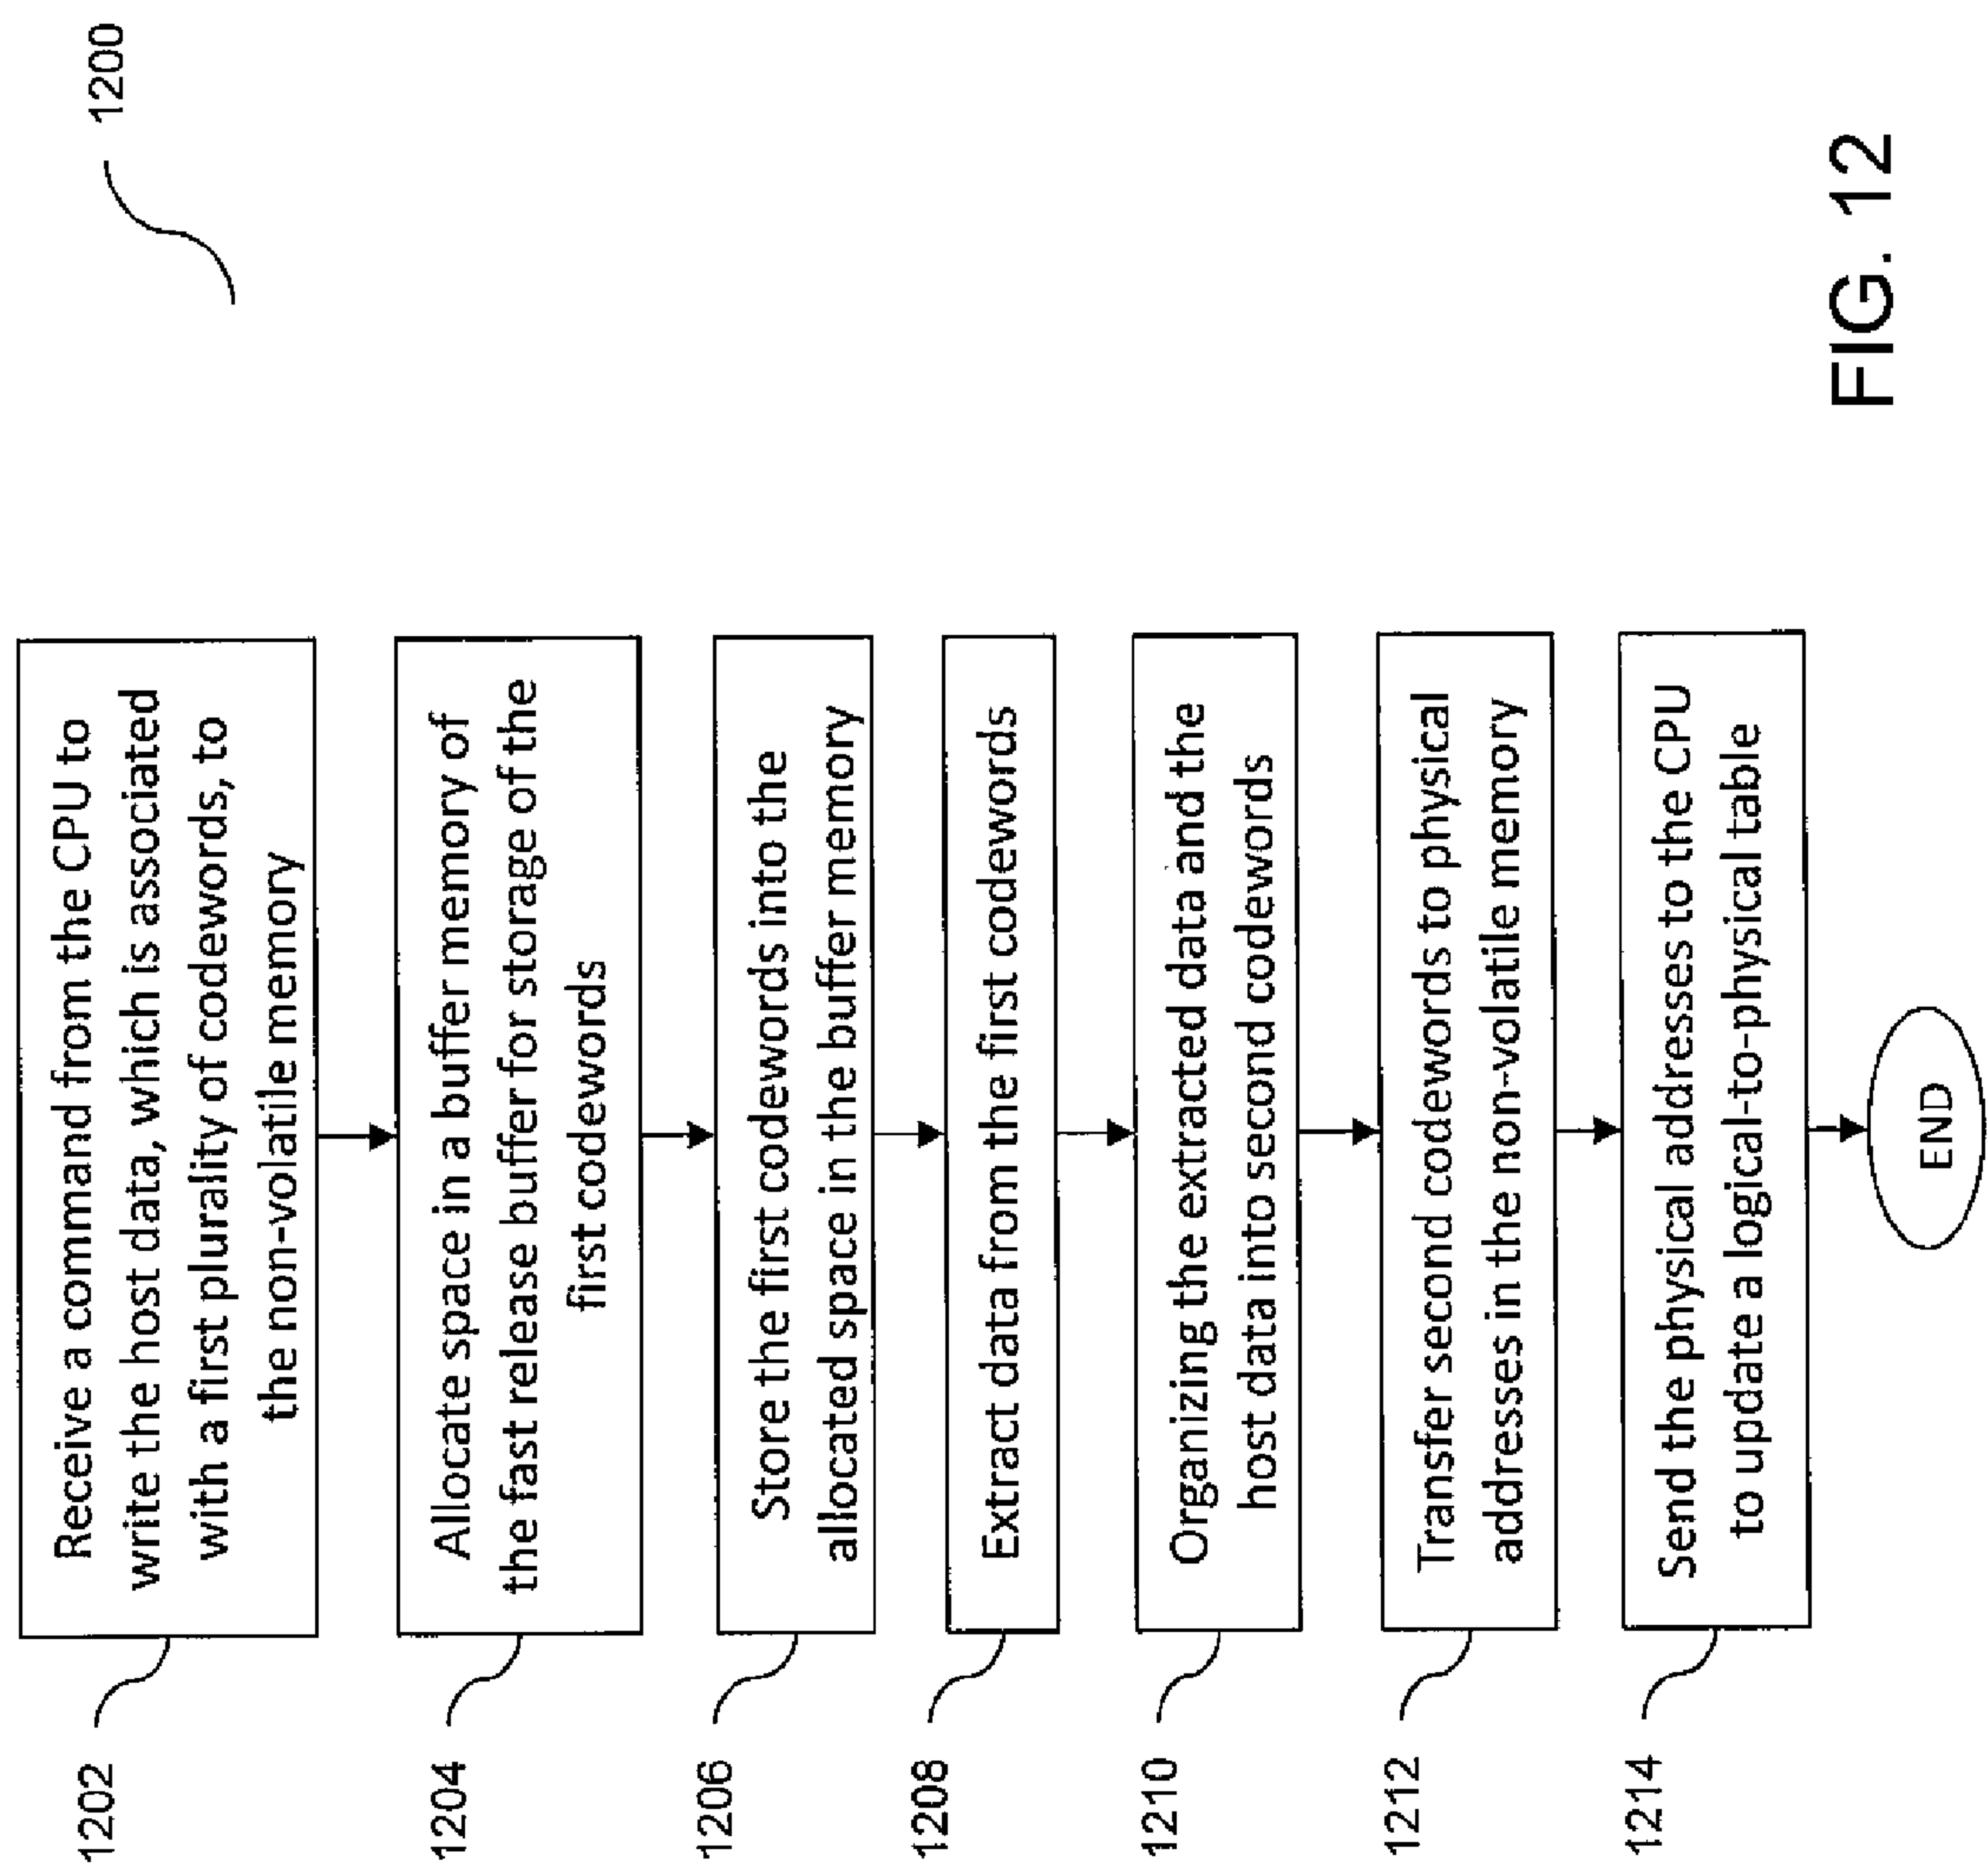 1200
1202
Receive a command from the CPU to
write the host data, which is associated
with a first plurality of codewords, to
the non-volatile memory
1204
Allocate space in a buffer memory of
the fast release buffer for storage of the
first codewords
1206
Store the first codewords into the
allocated space in the buffer memory
1208
Extract data from the first codewords
1210
Organizing the extracted data and the
host data into second codewords
1212
Transfer second codewords to physical
addresses in the non-volatile memory
1214
Send the physical addresses to the CPU
to update a logical-to-physical table
END
FIG. 12